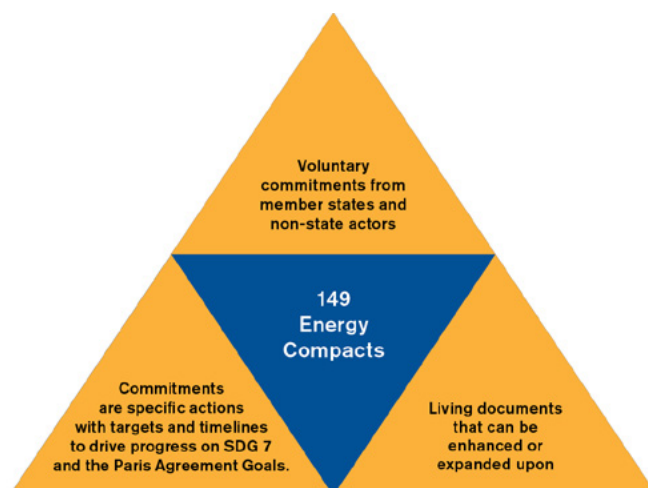 Voluntary
commitments from
member states and
non-state actors
149
Energy
Compacts
Commitments
are specific actions
with targets and timelines
to drive progress on SDG 7
and the Paris Agreement Goals.
Living documents
that can be
enhanced or
expanded upon